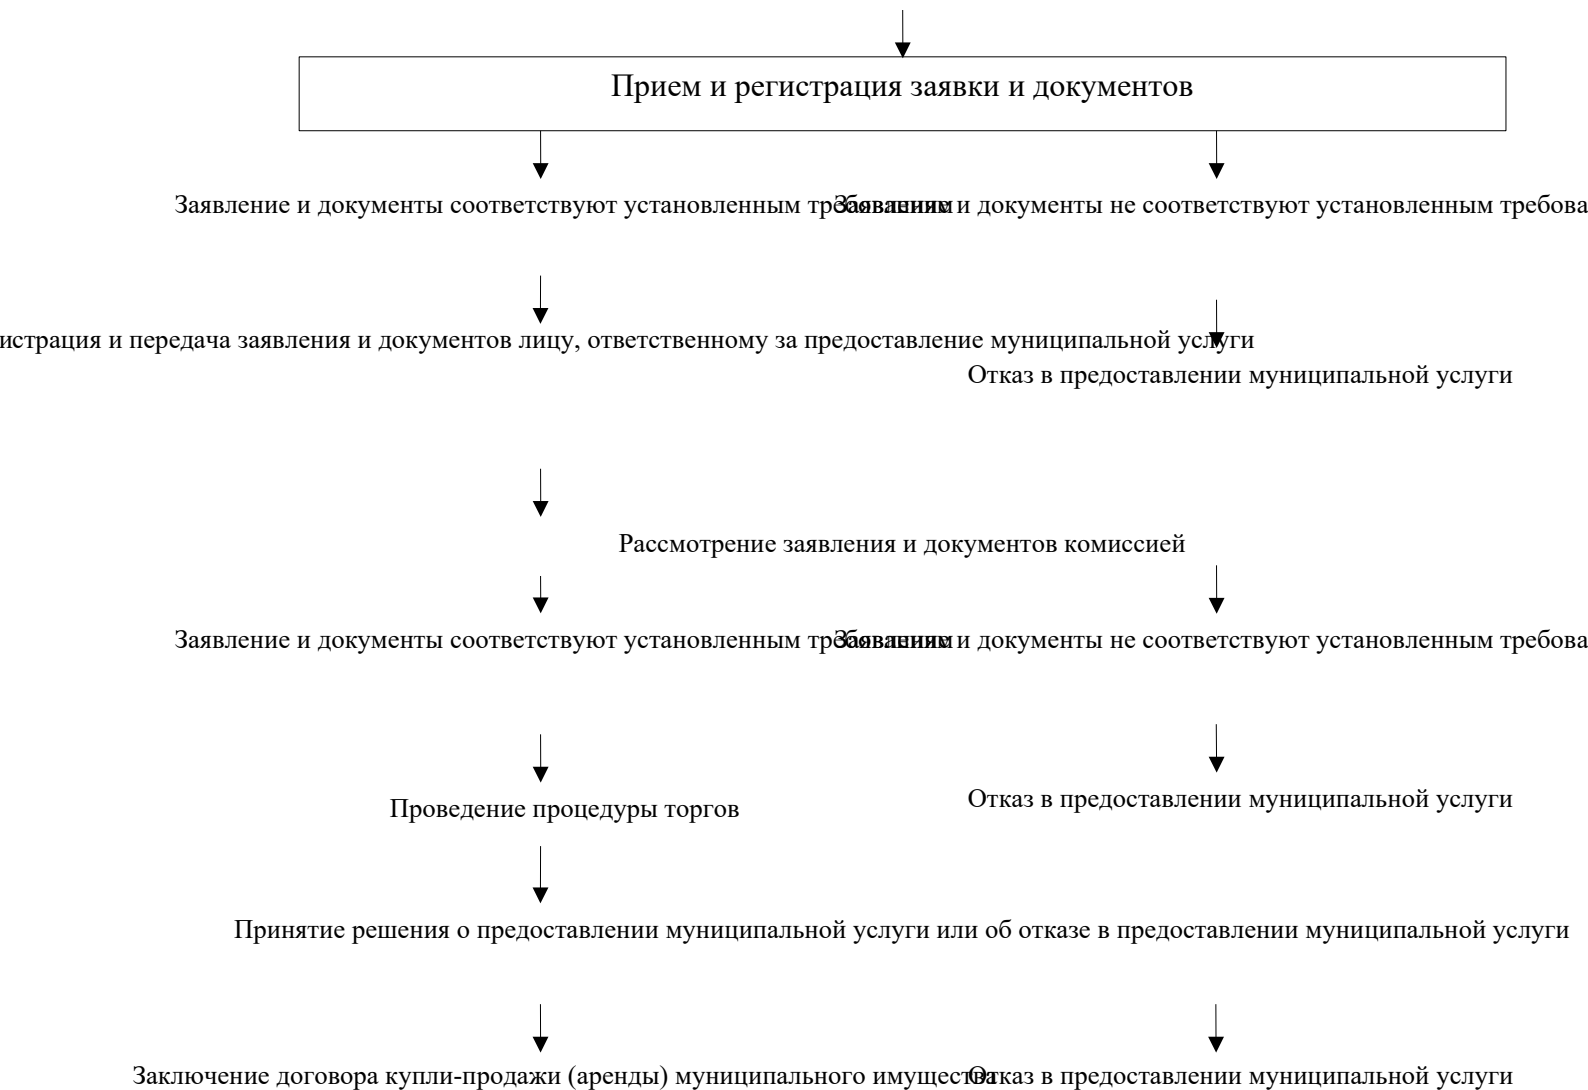 Прием и регистрация заявки и документов
Заявление и документы соответствуют установленным требованиям
Заявление и документы не соответствуют установленным требова
истрация и передача заявления и документов лицу, ответственному за предоставление муниципальной услуги
Отказ в предоставлении муниципальной услуги
Рассмотрение заявления и документов комиссией
Заявление и документы соответствуют установленным требованиям
Заявление и документы не соответствуют установленным требова
Проведение процедуры торгов
Отказ в предоставлении муниципальной услуги
Принятие решения о предоставлении муниципальной услуги или об отказе в предоставлении муниципальной услуги
Заключение договора купли-продажи (аренды) муниципального имущества
Отказ в предоставлении муниципальной услуги